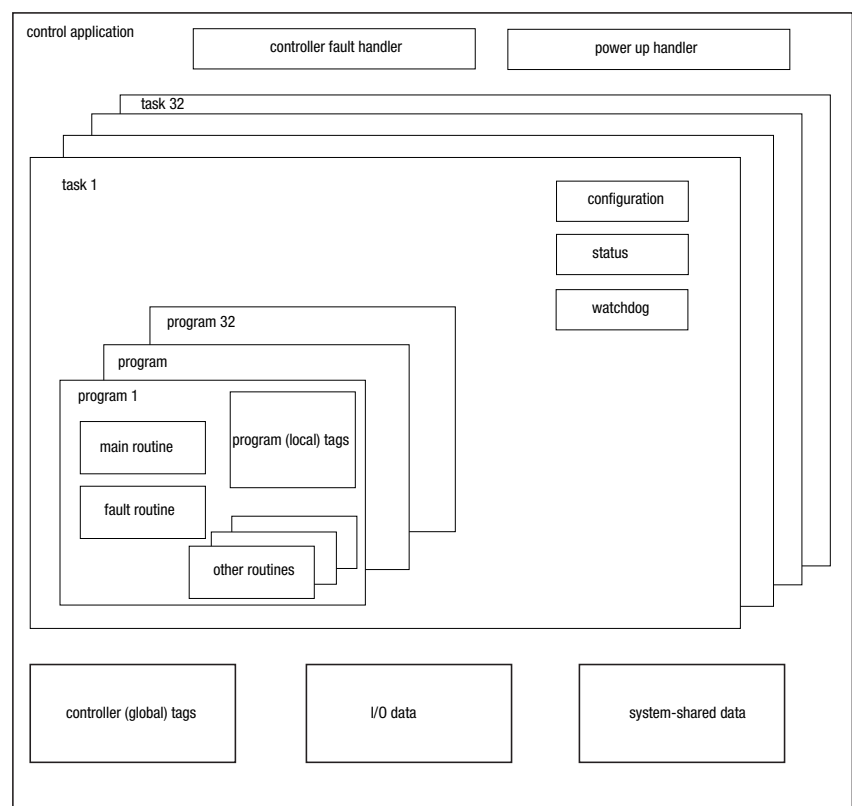 control application
controller fault handler
power up handler
task 32
task 1
configuration
status
watchdog
program 32
program
program 1
main routine
program (local) tags
fault routine
other routines
controller (global) tags
I/O data
system-shared data